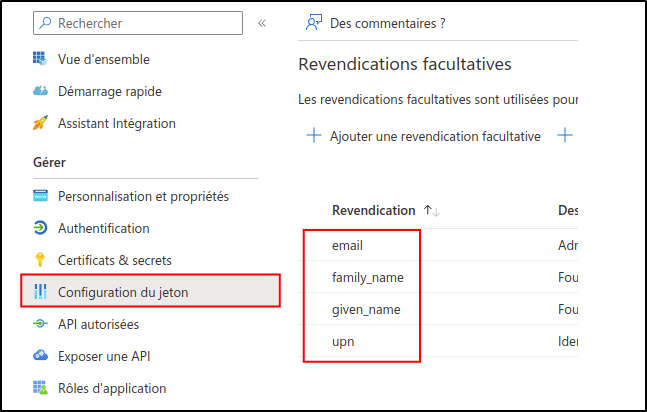 Rechercher
Vue d'ensemble
Démarrage rapide
Assistant Intégration
Gérer
Personnalisation et propriétés
Authentification
Certificats & secrets
Configuration du jeton
API autorisées
Exposer une API
Rôles d'application
Des commentaires ?
Revendications facultatives
Les revendications facultatives sont utilisées pour
Ajouter une revendication facultative
Revendication Des
email Adr
family_name Fou
given_name Fou
upn Iden